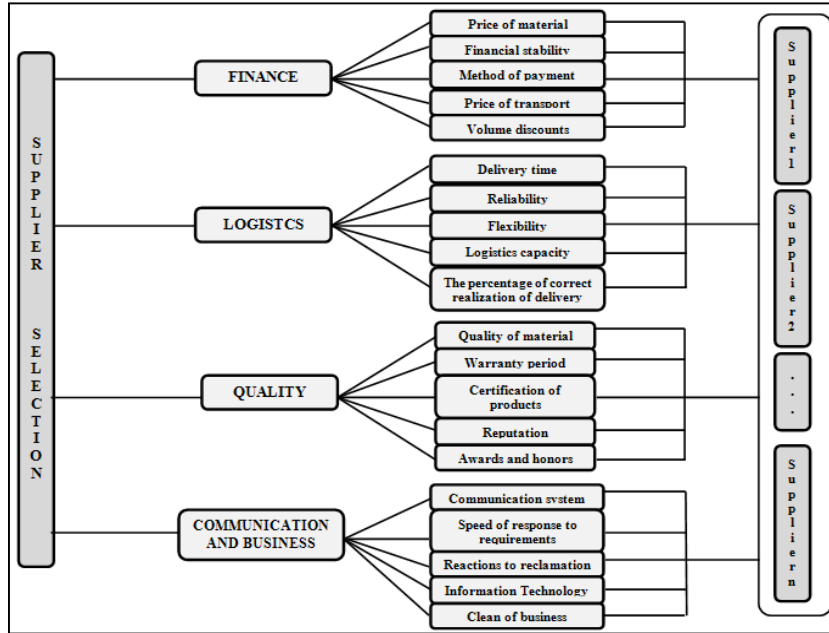 SUPPLIER SELECTION
FINANCE
Price of material
Financial stability
Method of payment
Price of transport
Volume discounts
LOGISTCS
Delivery time
Reliability
Flexibility
Logistics capacity
The percentage of correct
realization of delivery
QUALITY
Quality of material
Warranty period
Certification of
products
Reputation
Awards and honors
COMMUNICATION
AND BUSINESS
Communication system
Speed of response to
requirements
Reactions to reclamation
Information Technology
Clean of business
Supplier1
Supplier2
...
Suppliern